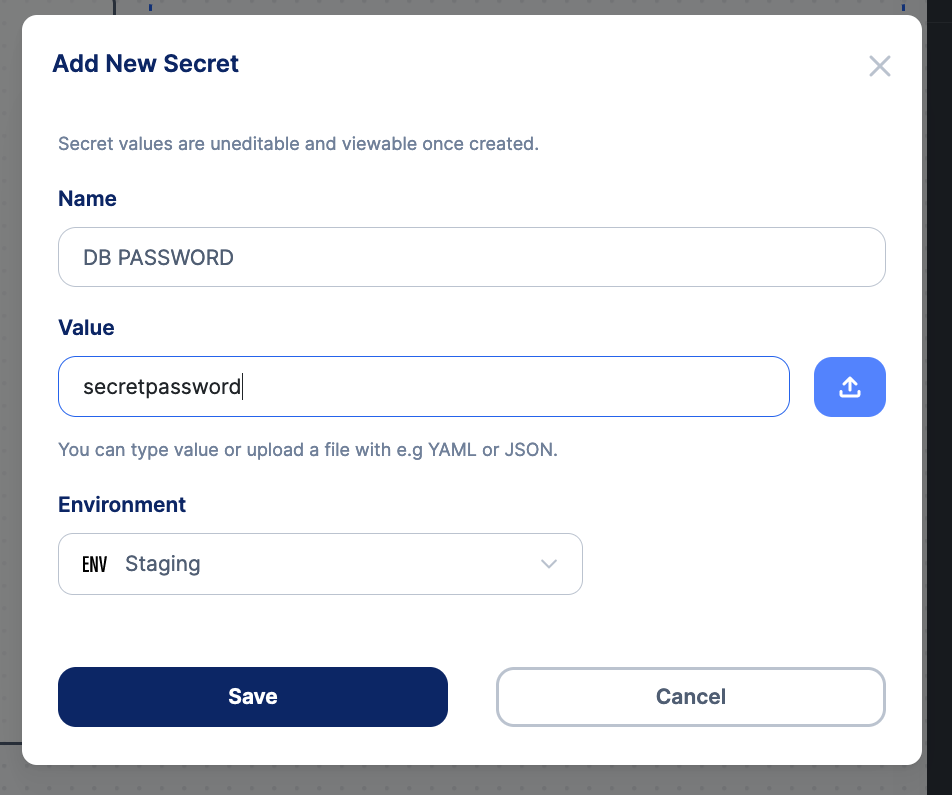 Add New Secret
Secret values are uneditable and viewable once created.
Name
DB PASSWORD
Value
secretpassword
You can type value or upload a file with e.g YAML or JSON.
Environment
ENV Staging
Save Cancel